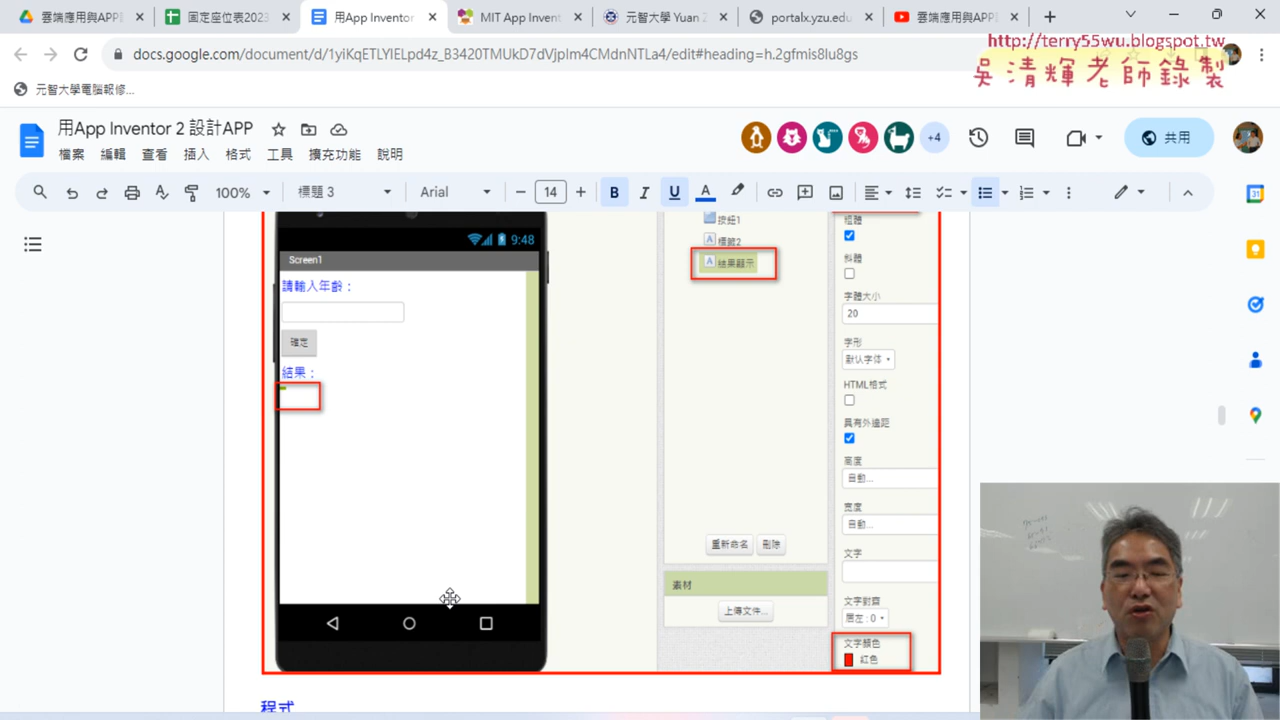 雲端應用與APP
固定座位表2023
用App Inventor
MIT App Invent
元智大學 Yuan Z
portalx.yzu.edu
雲端應用與APP
docs.google.com/document/d/1yiKqETLYlELpd4z_B3420TMUkD7dVjpIm4CMdnNTLa4/edit#heading=h.2gfmis8lu8gs
http://terry55wu.blogspot.tw
吳清輝老師錄製
元智大學電腦報修...
用App Inventor 2 設計APP
+4
共用
檔案 編輯 查看 插入 格式 工具 擴充功能 說明
100% 標題 3 Arial 14 B I U A
9:48
Screen1
請輸入年齡：
確定
結果：
按鈕1
標籤2
結果顯示
重新命名 刪除
素材
上傳文件...
粗體
斜體
字體大小
20
字形
默认字体
HTML格式
具有外邊距
高度
自動...
寬度
自動...
文字
文字對齊
居左 : 0
文字顏色
紅色
程式